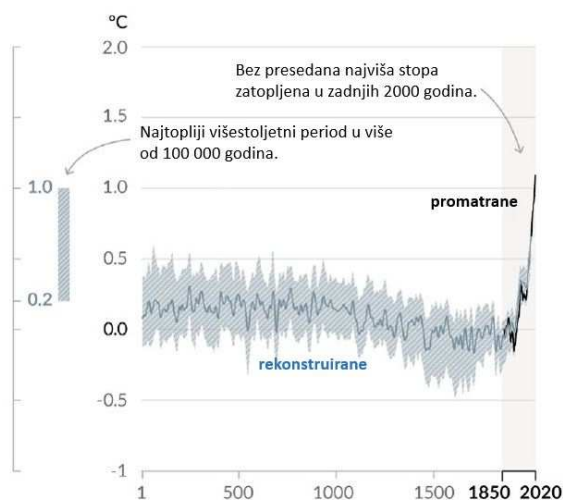 °C
2.0
Bez presedana najviša stopa
zatopljena u zadnjih 2000 godina.
1.5
Najtopliji višestoljetni period u više
od 100 000 godina.
1.0
1.0
promatrane
0.5
0.2
0.0
rekonstruirane
-0.5
-1
1
500
1000
1500
1850
2020